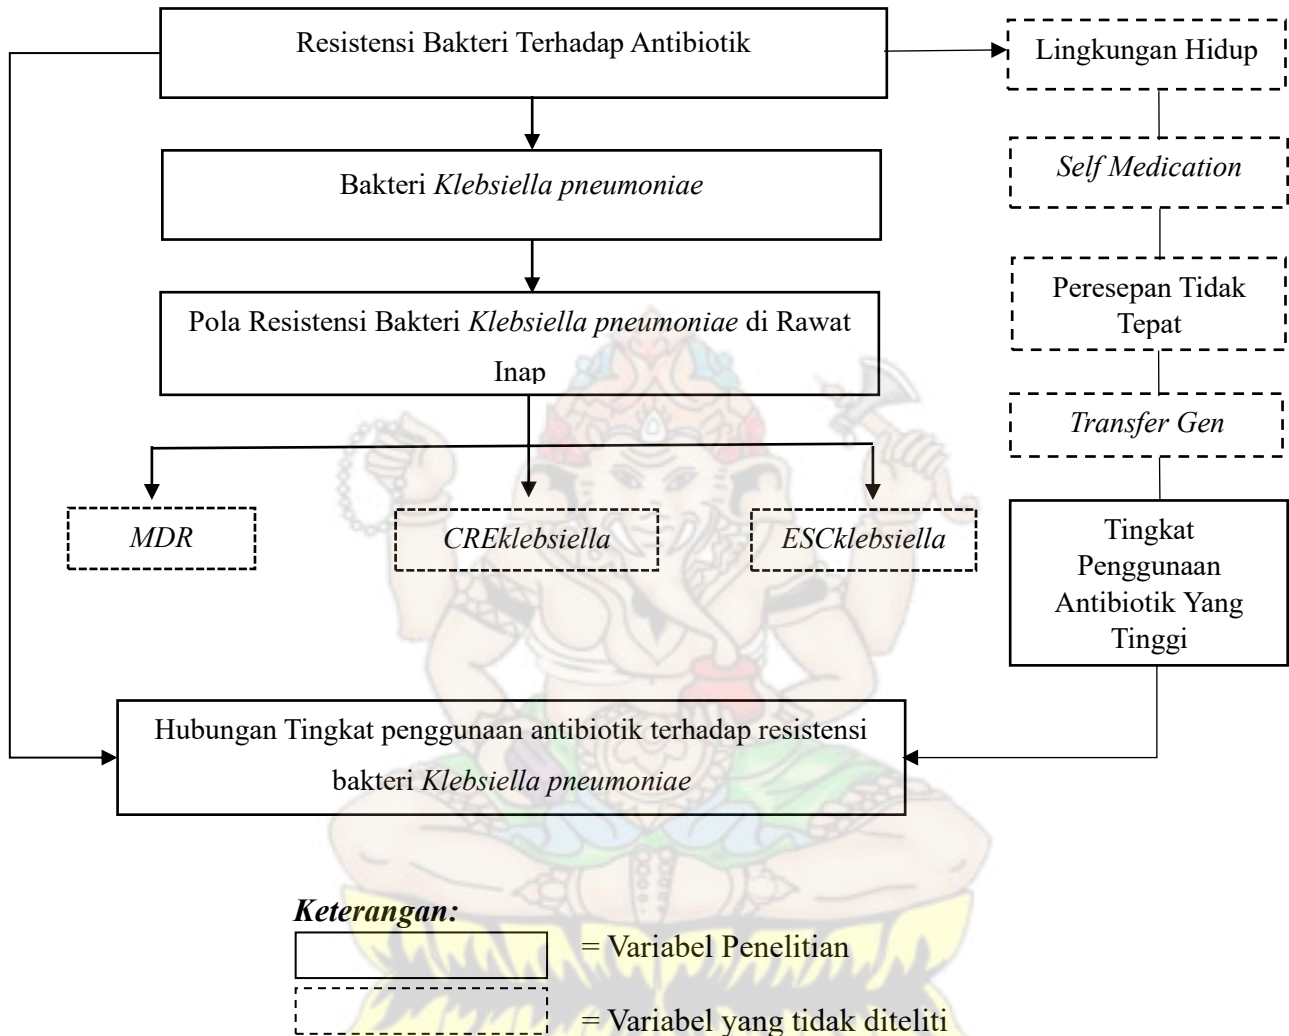 Resistensi Bakteri Terhadap Antibiotik
Lingkungan Hidup
Bakteri Klebsiella pneumoniae
Self Medication
Pola Resistensi Bakteri Klebsiella pneumoniae di Rawat
Inap
Peresepan Tidak
Tepat
Transfer Gen
MDR
CREklebsiella
ESCklebsiella
Tingkat
Penggunaan
Antibiotik Yang
Tinggi
Hubungan Tingkat penggunaan antibiotik terhadap resistensi
bakteri Klebsiella pneumoniae
Keterangan:
= Variabel Penelitian
= Variabel yang tidak diteliti